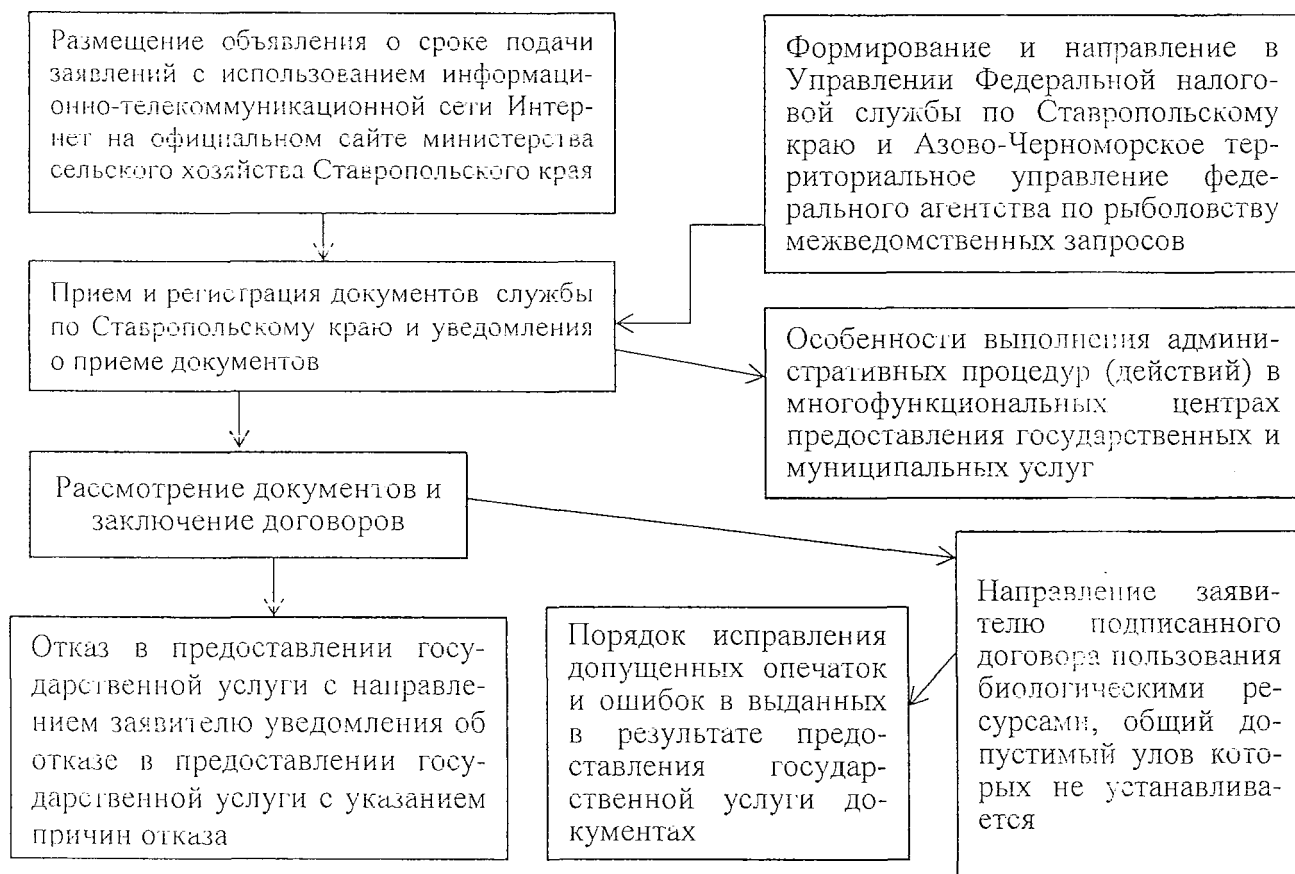 Размещение объявления о сроке подачи
заявлений с использованием информаци-
онно-телекоммуникационной сети Интер-
нет на официальном сайте министерства
сельского хозяйства Ставропольского края
Формирование и направление в
Управлении Федеральной налого-
вой службы по Ставропольскому
краю и Азово-Черноморское тер-
риториальное управление феде-
рального агентства по рыболовству
межведомственных запросов
Прием и регистрация документов службы
по Ставропольскому краю и уведомления
о приеме документов
Особенности выполнения админи-
стративных процедур (действий) в
многофункциональных центрах
предоставления государственных и
муниципальных услуг
Рассмотрение документов и
заключение договоров
Отказ в предоставлении госу-
дарственной услуги с направле-
нием заявителю уведомления об
отказе в предоставлении госу-
дарственной услуги с указанием
причин отказа
Порядок исправления
допущенных опечаток
и ошибок в выданных
в результате предо-
ставления государ-
ственной услуги до-
кументах
Направление заяви-
телю подписанного
договора пользования
биологическими ре-
сурсами, общий до-
пустимый улов кото-
рых не устанавлива-
ется